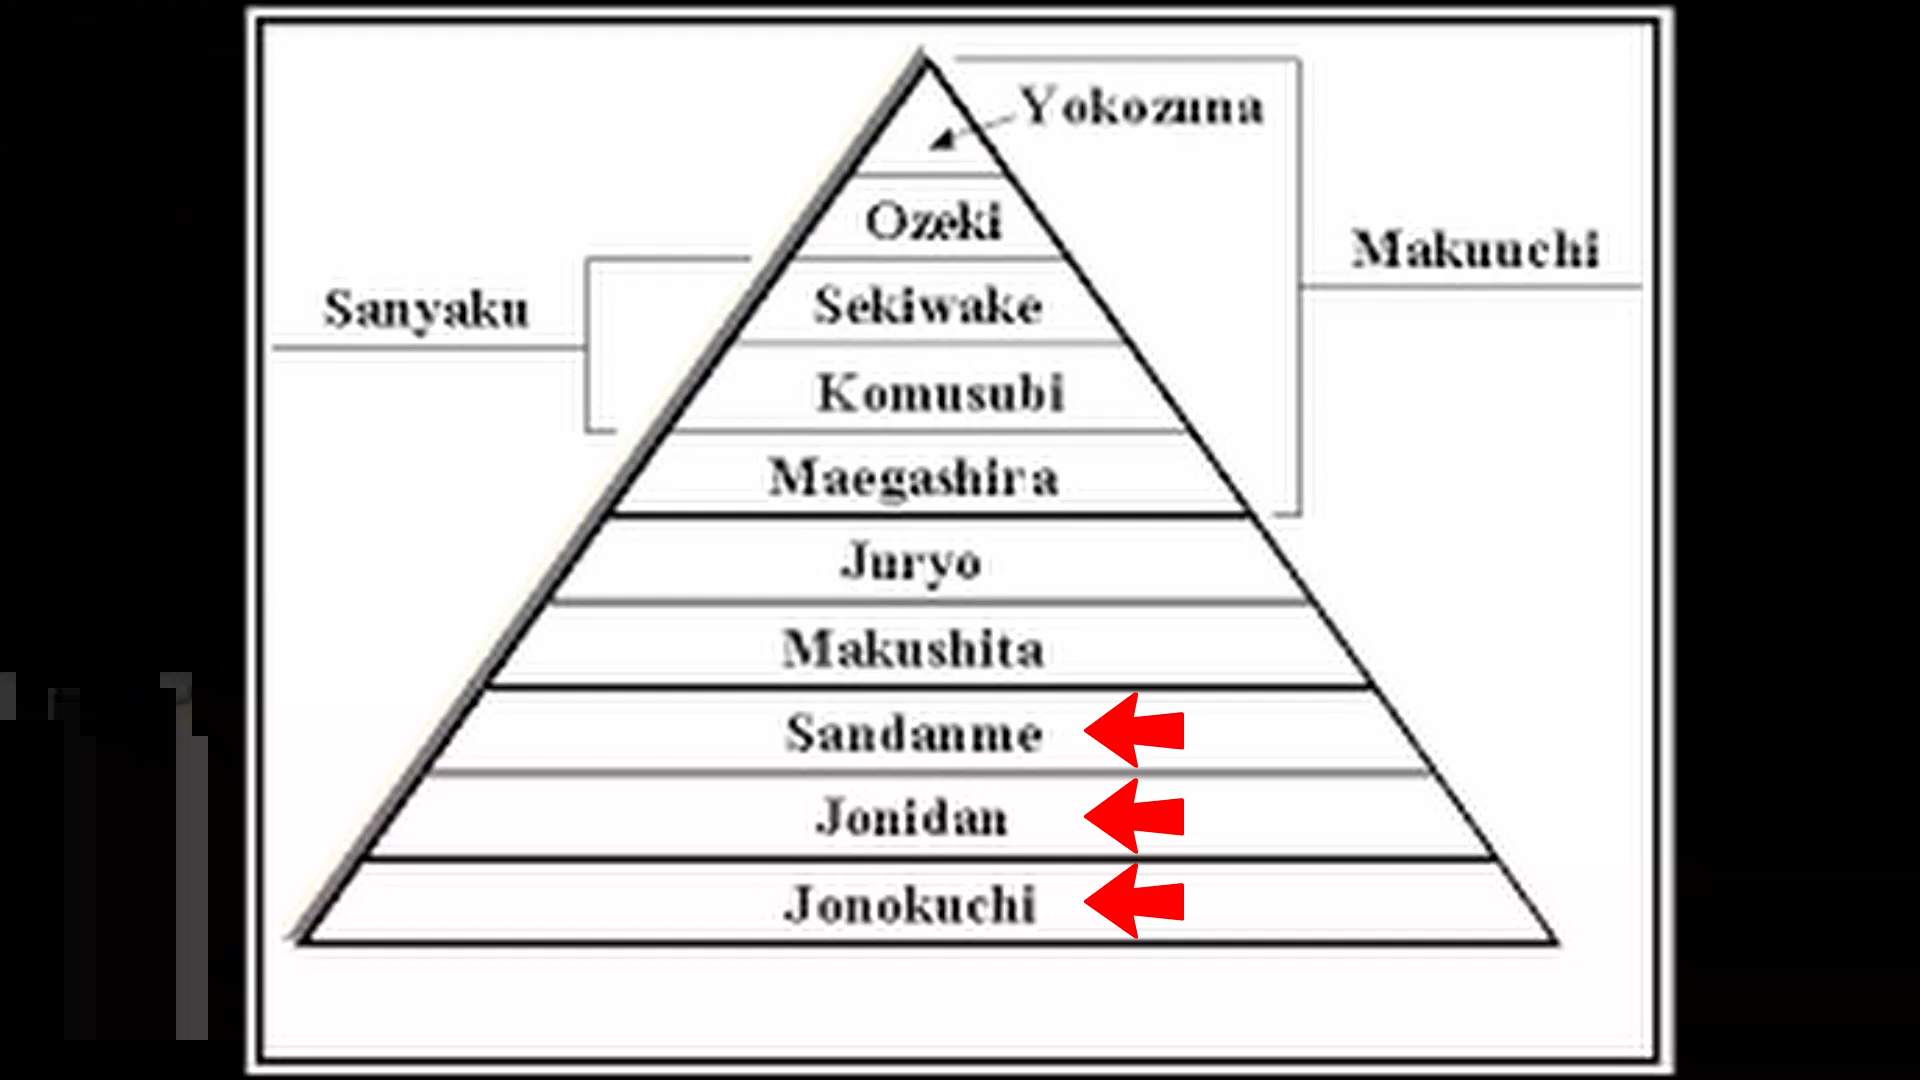 Yokozuna
Ozeki
Makuuchi
Sanyaku
Sekiwake
Komusubi
Maegashira
Juryo
Makushita
Sandanme
Jonidan
Jonokuchi